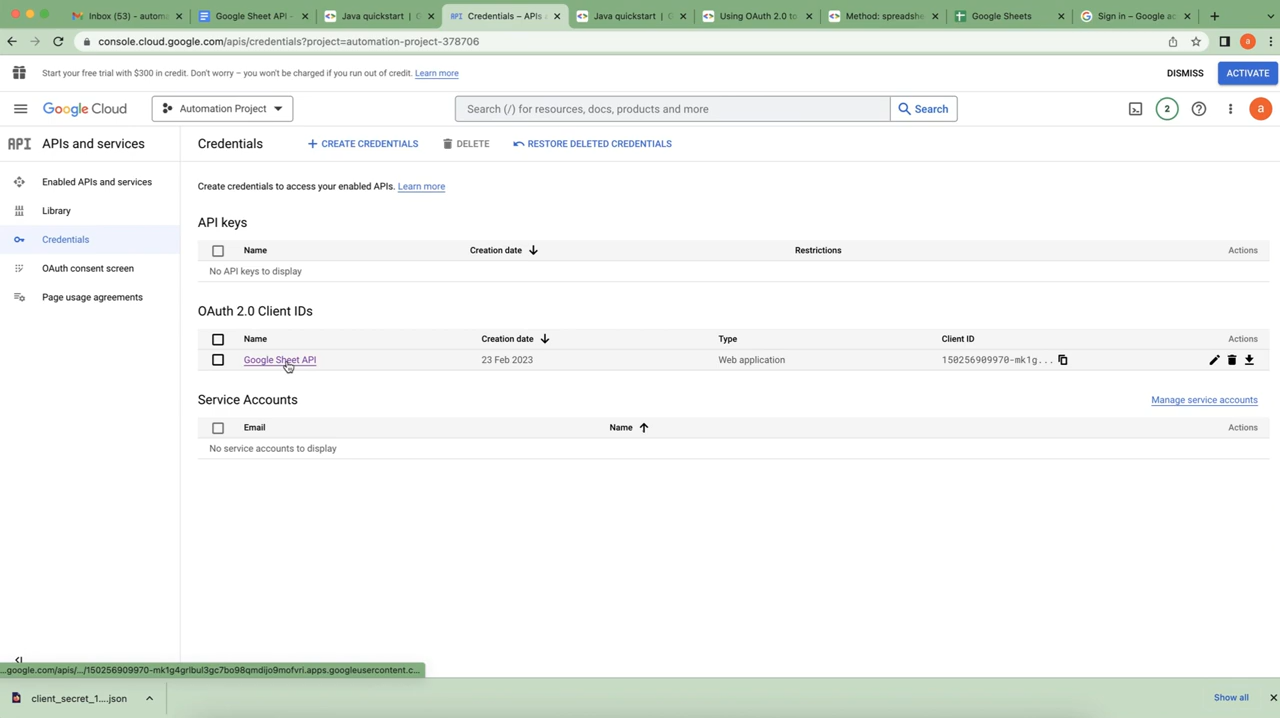 Inbox (53) - autom
Google Sheet API -
Java quickstart | G
Credentials – APIs
Java quickstart | G
Using OAuth 2.0 to
Method: spreadshe
Google Sheets
Sign in – Google ac
console.cloud.google.com/apis/credentials?project=automation-project-378706
a
Start your free trial with $300 in credit. Don't worry – you won't be charged if you run out of credit. Learn more
DISMISS
ACTIVATE
Google Cloud
Automation Project
Search (/) for resources, docs, products and more
Search
2
a
API APIs and services
Credentials
CREATE CREDENTIALS
DELETE
RESTORE DELETED CREDENTIALS
Enabled APIs and services
Library
Credentials
OAuth consent screen
Page usage agreements
Create credentials to access your enabled APIs. Learn more
API keys
Name Creation date Restrictions Actions
No API keys to display
OAuth 2.0 Client IDs
Name Creation date Type Client ID Actions
Google Sheet API 23 Feb 2023 Web application 150256909970-mk1g...
Service Accounts
Manage service accounts
Email Name Actions
No service accounts to display
...google.com/apis/.../150256909970-mk1g4grlbul3gc7bo98qmdijo9mofvri.apps.googleusercontent.c...
client_secret_1....json
Show all